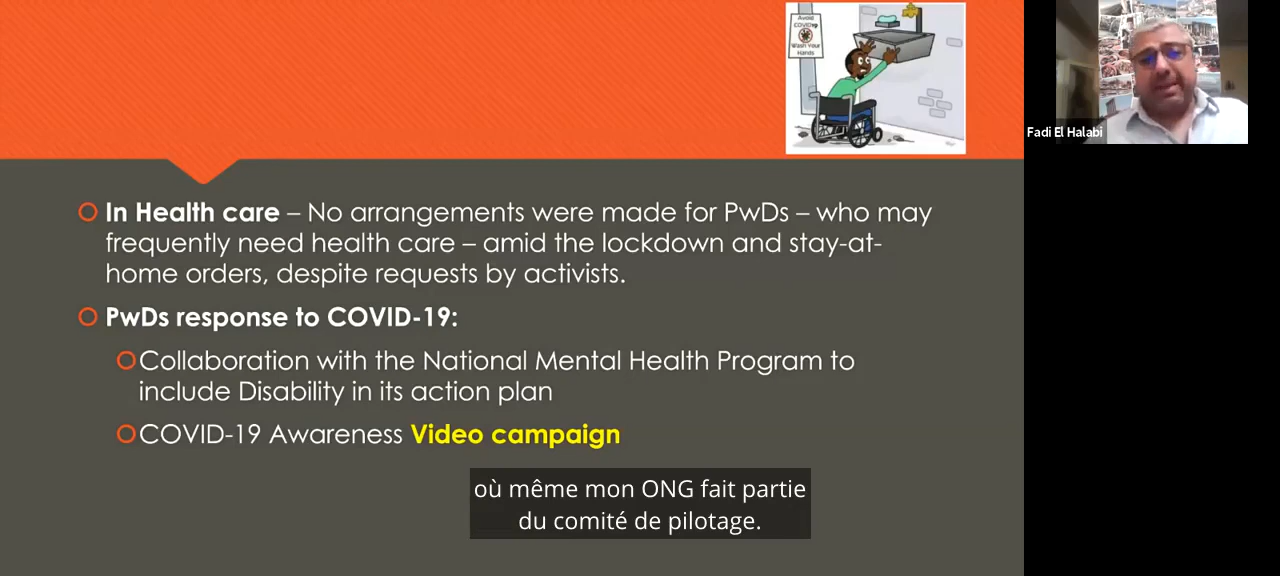 Avoid
COVID19
Wash Your
Hands
Fadi El Halabi
In Health care – No arrangements were made for PwDs – who may
frequently need health care – amid the lockdown and stay-at-
home orders, despite requests by activists.
PwDs response to COVID-19:
Collaboration with the National Mental Health Program to
include Disability in its action plan
COVID-19 Awareness Video campaign
où même mon ONG fait partie
du comité de pilotage.